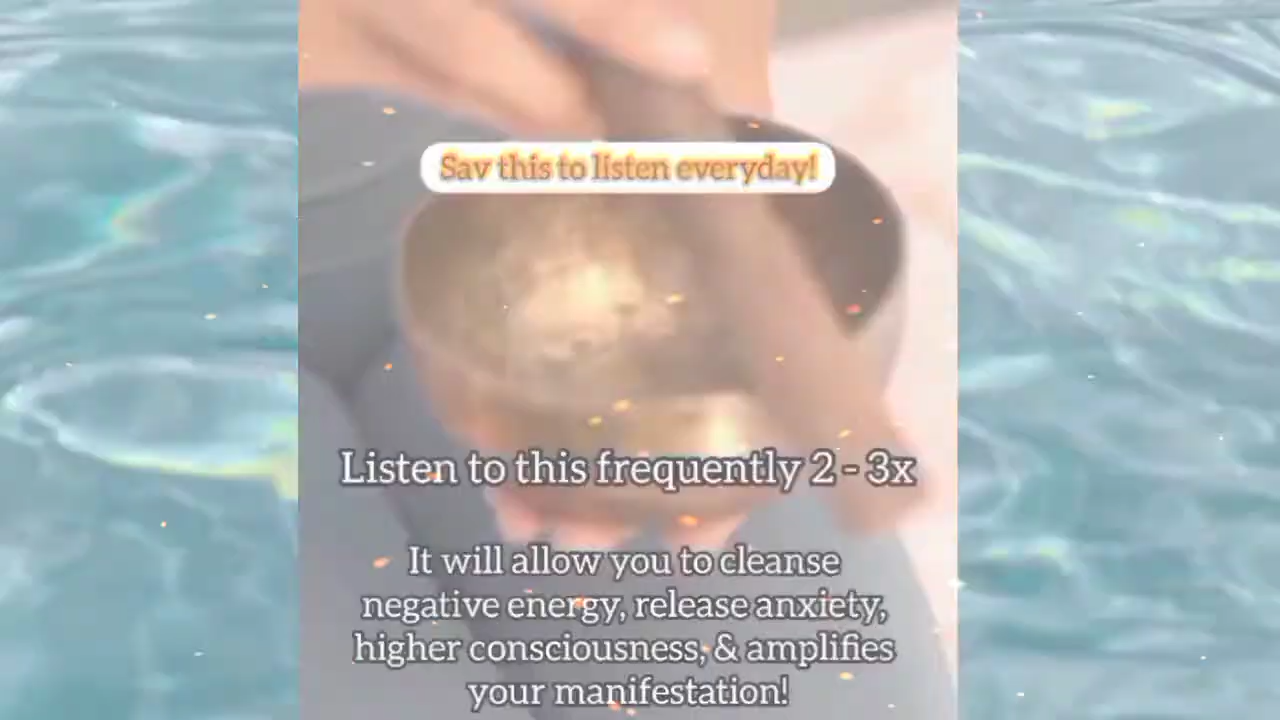 Sav this to listen everyday!
Listen to this frequently 2 - 3x
It will allow you to cleanse
negative energy, release anxiety,
higher consciousness, & amplifies
your manifestation!